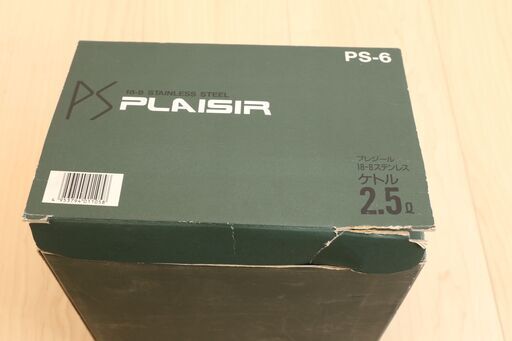 PS-6
18-8 STAINLESS STEEL
PS PLAISIR
プレジール
18-8ステンレス
ケトル
2.5ℓ